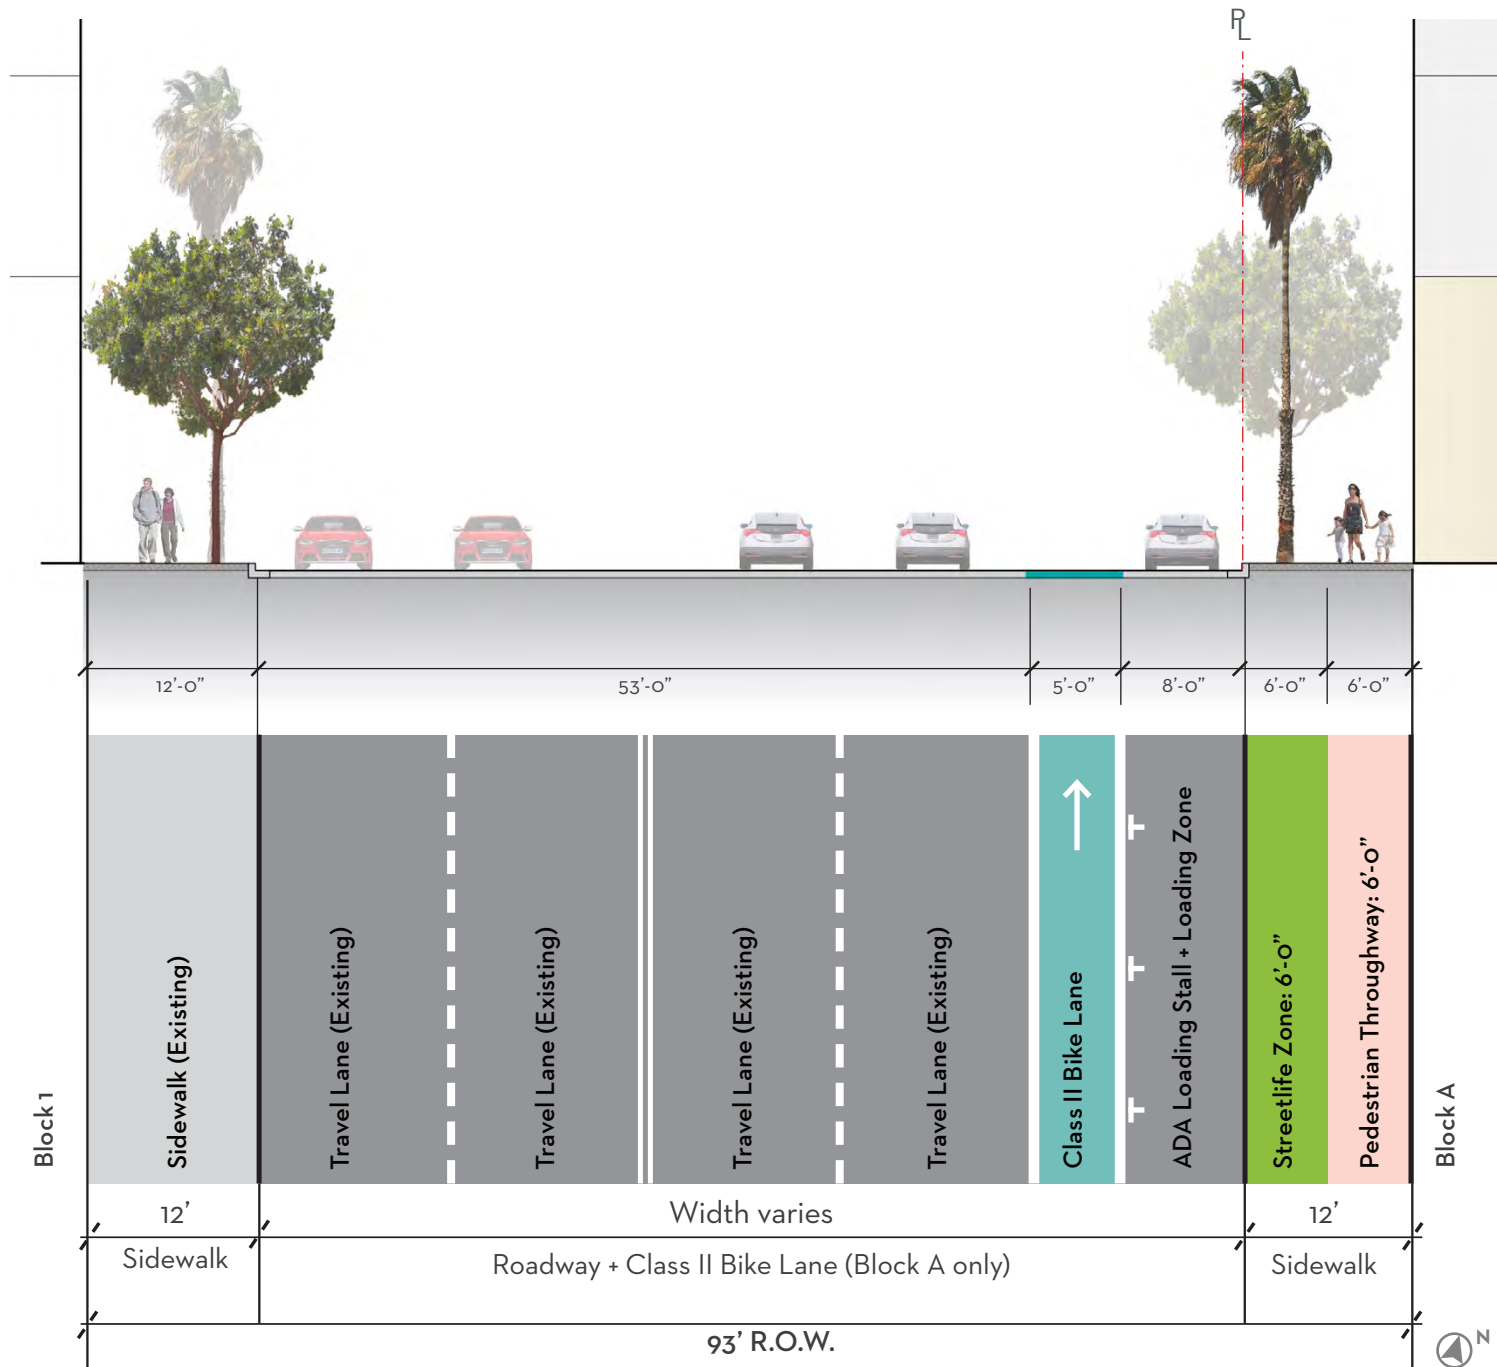 PL
12'-0"
53'-0"
5'-0"
8'-0"
6'-0"
6'-0"
Block 1
Sidewalk (Existing)
Travel Lane (Existing)
Travel Lane (Existing)
Travel Lane (Existing)
Travel Lane (Existing)
Class II Bike Lane
ADA Loading Stall + Loading Zone
Streetlife Zone: 6'-0"
Pedestrian Throughway: 6'-0"
Block A
12'
Width varies
12'
Sidewalk
Roadway + Class II Bike Lane (Block A only)
Sidewalk
93' R.O.W.
N